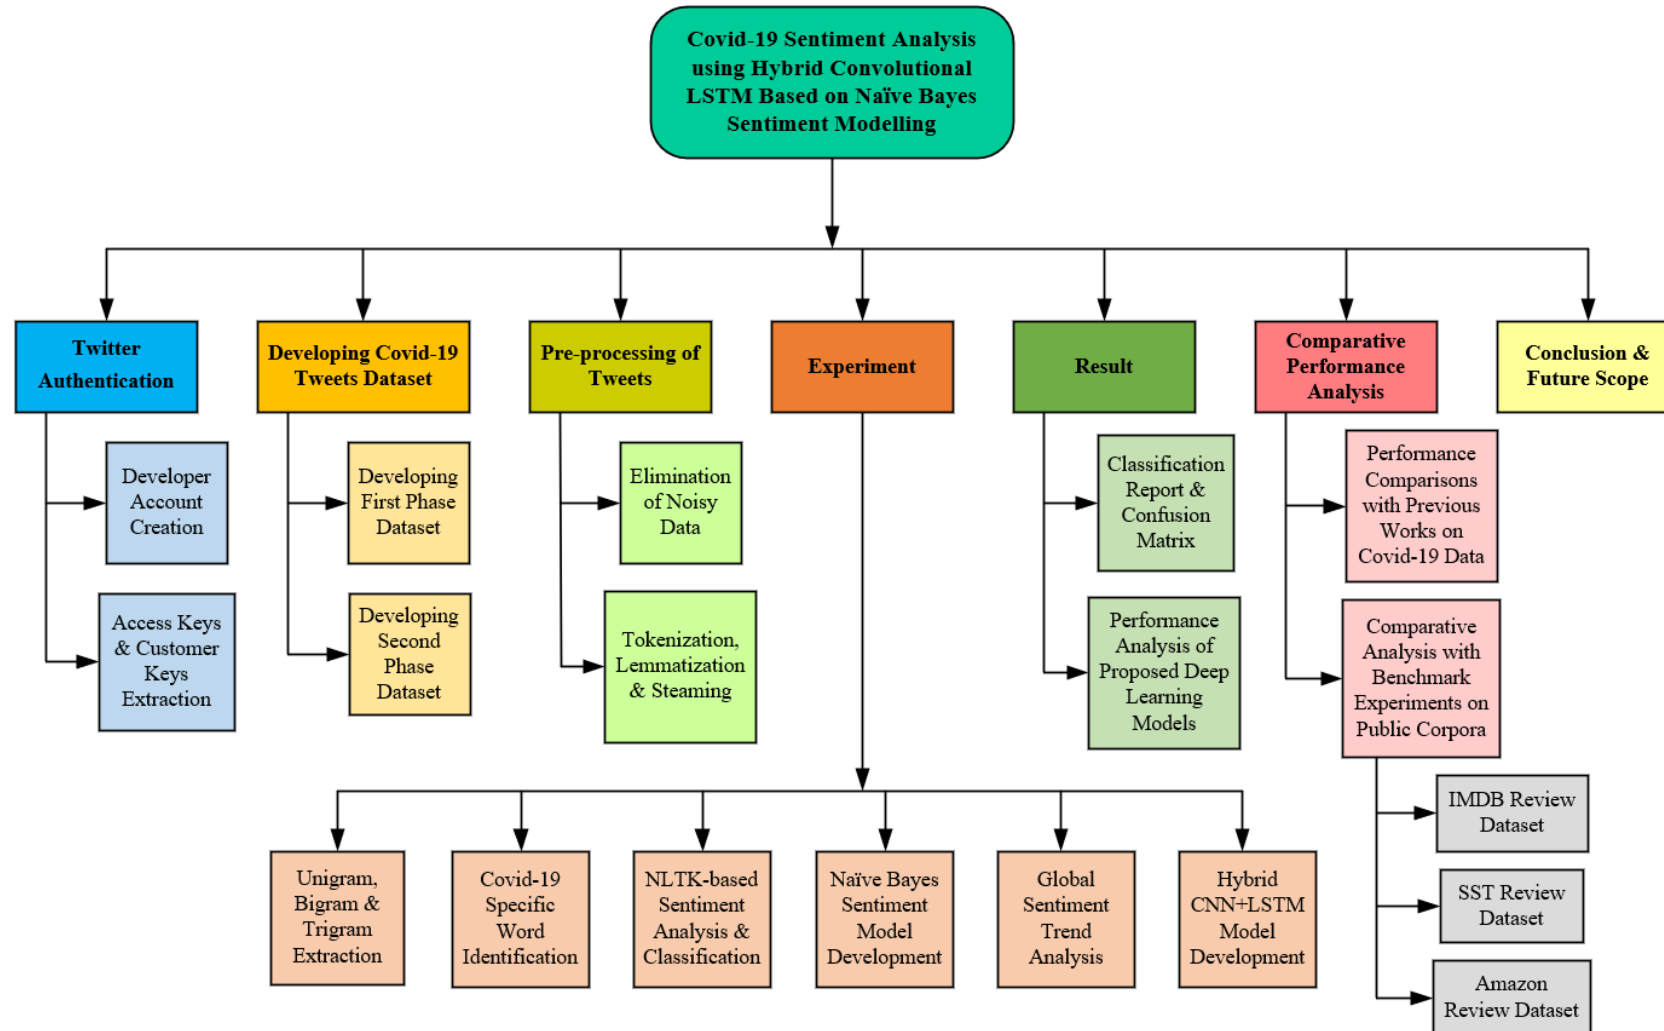 Covid-19 Sentiment Analysis
using Hybrid Convolutional
LSTM Based on Naïve Bayes
Sentiment Modelling
Twitter
Authentication
Developing Covid-19
Tweets Dataset
Pre-processing of
Tweets
Experiment
Result
Comparative
Performance
Analysis
Conclusion &
Future Scope
Developer
Account
Creation
Access Keys
& Customer
Keys
Extraction
Developing
First Phase
Dataset
Developing
Second
Phase
Dataset
Elimination
of Noisy
Data
Tokenization,
Lemmatization
& Steaming
Classification
Report &
Confusion
Matrix
Performance
Analysis of
Proposed Deep
Learning
Models
Performance
Comparisons
with Previous
Works on
Covid-19 Data
Comparative
Analysis with
Benchmark
Experiments on
Public Corpora
IMDB Review
Dataset
SST Review
Dataset
Amazon
Review Dataset
Unigram,
Bigram &
Trigram
Extraction
Covid-19
Specific
Word
Identification
NLTK-based
Sentiment
Analysis &
Classification
Naïve Bayes
Sentiment
Model
Development
Global
Sentiment
Trend
Analysis
Hybrid
CNN+LSTM
Model
Development